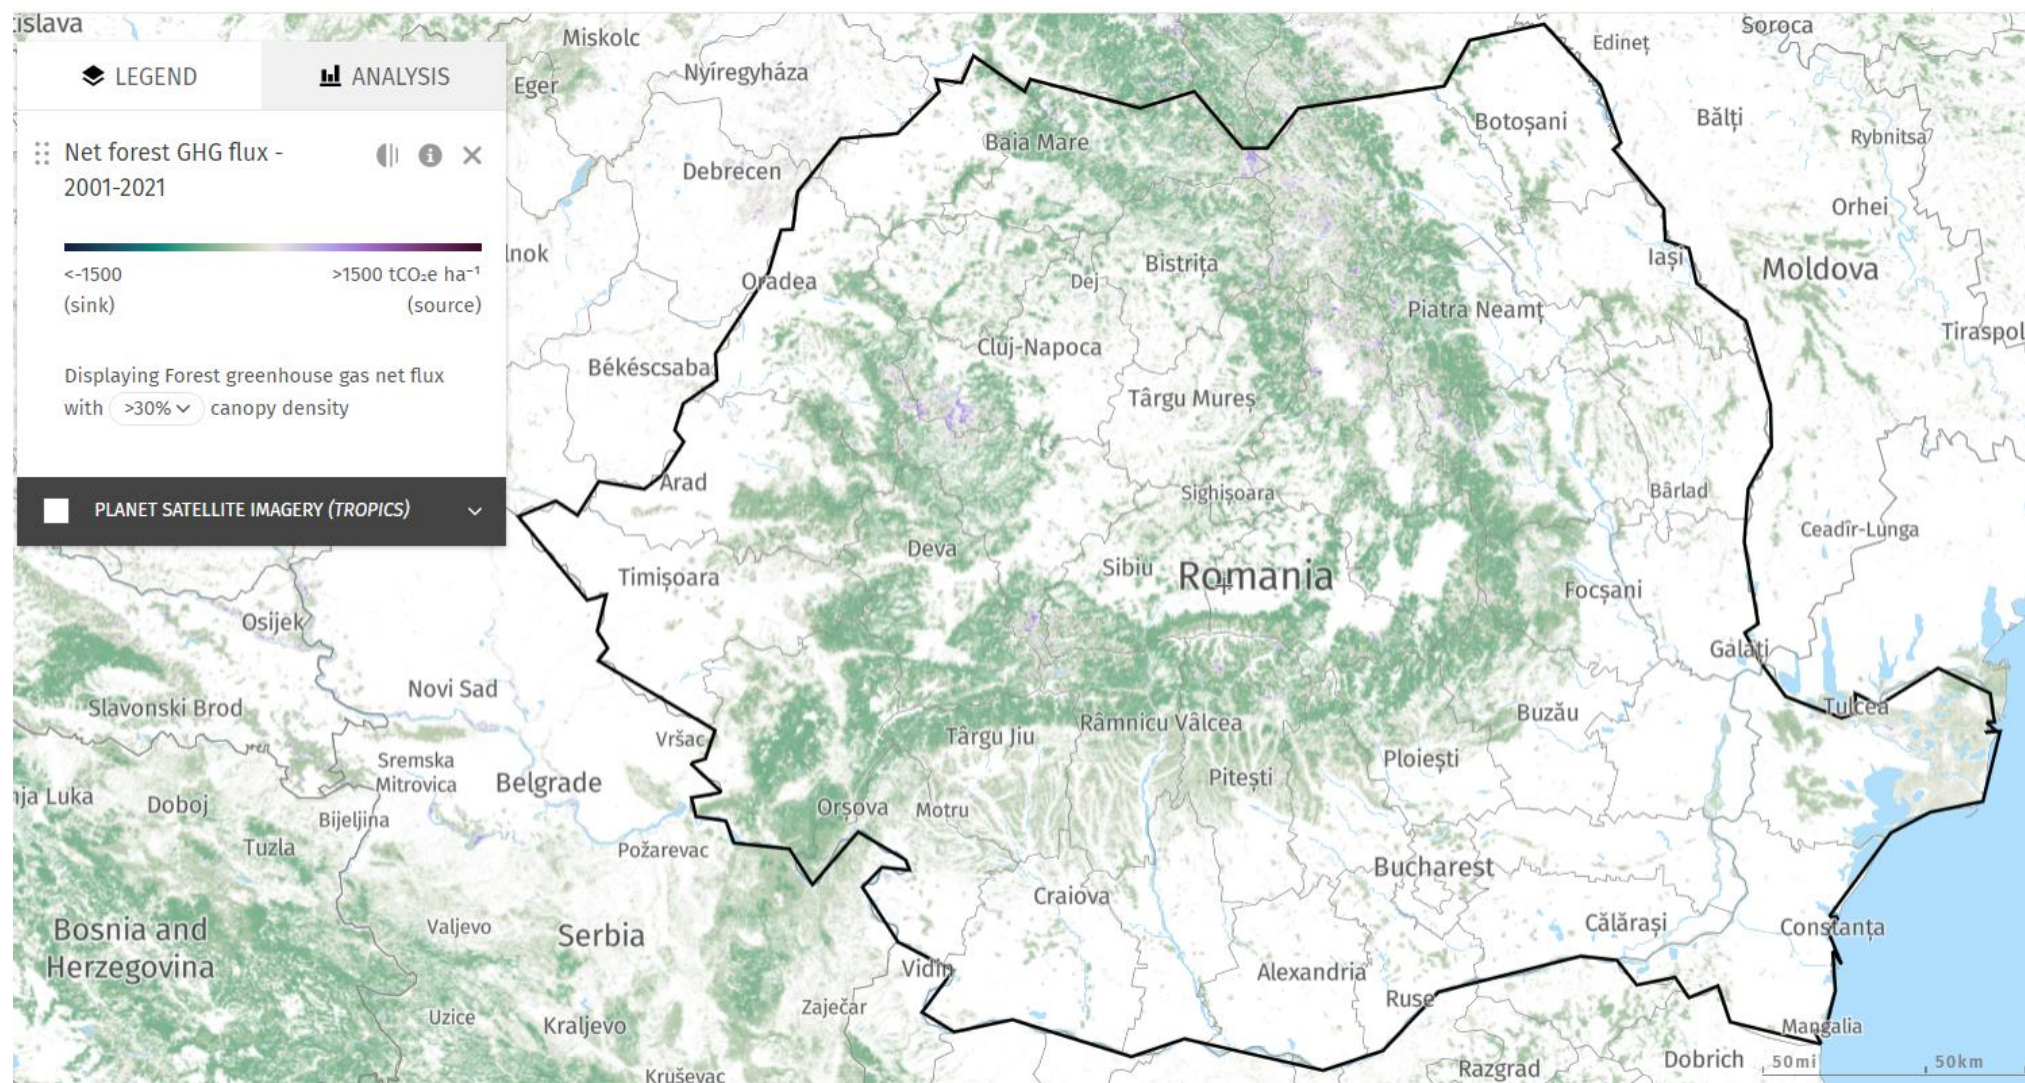 LEGEND
ANALYSIS
Net forest GHG flux -
2001-2021
<-1500
>1500 tCO₂e ha⁻¹
(sink)
(source)
Displaying Forest greenhouse gas net flux
with >30% canopy density
PLANET SATELLITE IMAGERY (TROPICS)
islava
Miskolc
Edineț
Soroca
Nyíregyháza
Eger
Botoșani
Bălți
Rybnitsa
Baia Mare
Debrecen
Orhei
lnok
Iași
Bistrița
Moldova
Oradea
Dej
Piatra Neamț
Tiraspol
Cluj-Napoca
Békéscsaba
Târgu Mureș
Arad
Sighișoara
Bârlad
Ceadîr-Lunga
Deva
Sibiu
Romania
Timișoara
Focșani
Osijek
Galați
Novi Sad
Slavonski Brod
Tulcea
Buzău
Râmnicu Vâlcea
Târgu Jiu
Vršac
Ploiești
Sremska
Mitrovica
Belgrade
Pitești
nja Luka
Doboj
Orșova
Motru
Bijeljina
Tuzla
Požarevac
Bucharest
Craiova
Călărași
Constanța
Bosnia and
Herzegovina
Valjevo
Serbia
Vidin
Alexandria
Ruse
Zaječar
Uzice
Kraljevo
Mangalia
Razgrad
Dobrich
50mi
50km
Kruševac